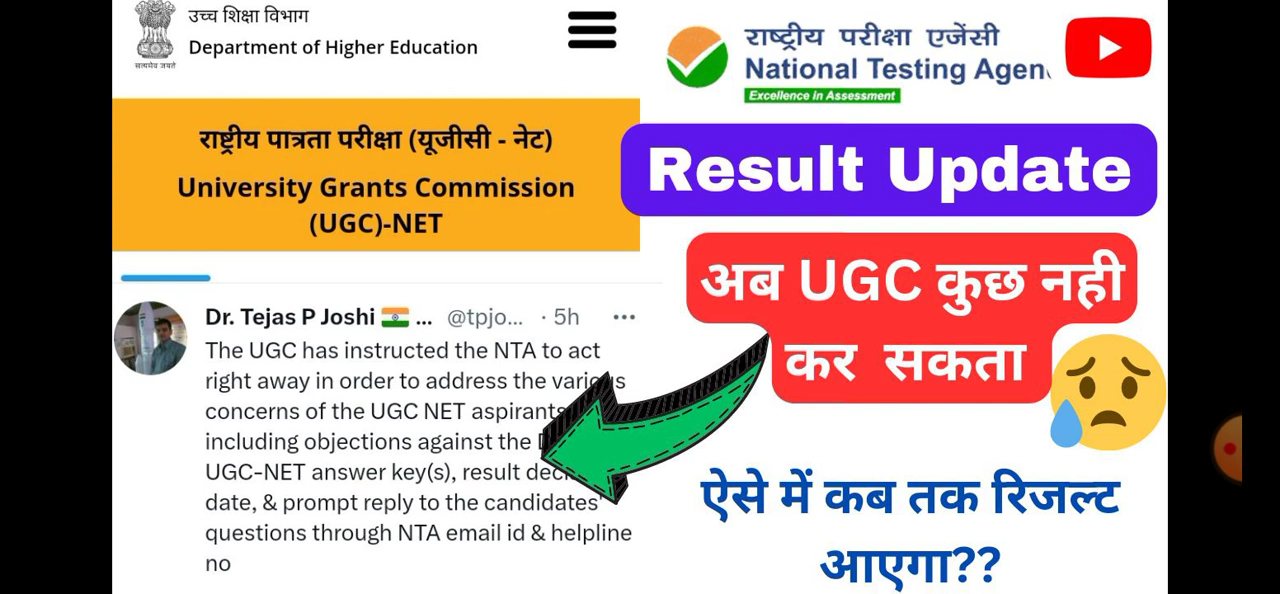 उच्च शिक्षा विभाग
Department of Higher Education
सत्यमेव जयते
राष्ट्रीय पात्रता परीक्षा (यूजीसी - नेट)
University Grants Commission
(UGC)-NET
Dr. Tejas P Joshi 🇮🇳 ... @tpjo... · 5h
The UGC has instructed the NTA to act
right away in order to address the various
concerns of the UGC NET aspirants
including objections against the
UGC-NET answer key(s), result
date, & prompt reply to the candidates'
questions through NTA email id & helpline
no
राष्ट्रीय परीक्षा एजेंसी
National Testing Agen
Excellence in Assessment
Result Update
अब UGC कुछ नही
कर सकता
ऐसे में कब तक रिजल्ट
आएगा??